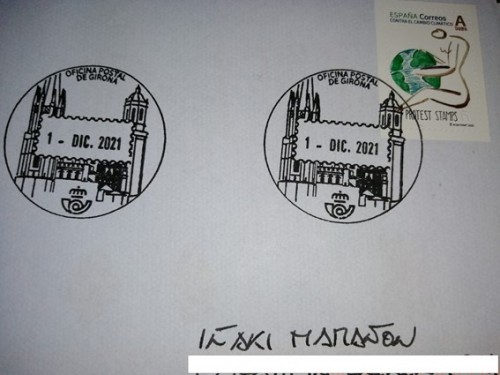 OFICINA POSTAL
DE GIRONA
1 - DIC. 2021
OFICINA POSTAL
DE GIRONA
1 - DIC. 2021
ESPAÑA Correos
CONTRA EL CAMBIO CLIMÁTICO
A
PROTEST STAMPS
IÑAKI MARAÑON